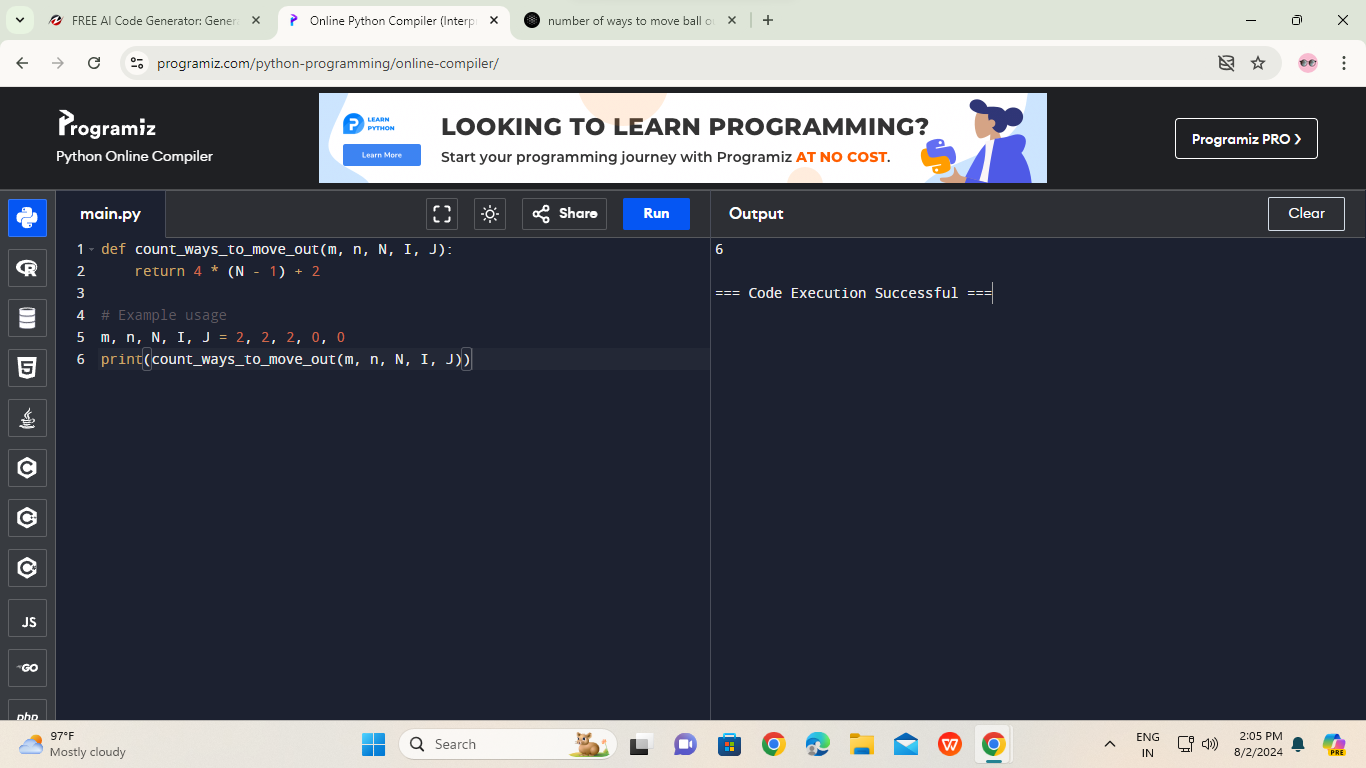 FREE AI Code Generator: Gener
Online Python Compiler (Interp
number of ways to move ball o
programiz.com/python-programming/online-compiler/
Programiz
Python Online Compiler
LEARN
PYTHON
Learn More
LOOKING TO LEARN PROGRAMMING?
Start your programming journey with Programiz AT NO COST.
Programiz PRO >
main.py
Share
Run
Output
Clear
1 def count_ways_to_move_out(m, n, N, I, J):
2     return 4 * (N - 1) + 2
3
4 # Example usage
5 m, n, N, I, J = 2, 2, 2, 0, 0
6 print(count_ways_to_move_out(m, n, N, I, J))
6
=== Code Execution Successful ===
JS
GO
php
97°F
Mostly cloudy
Search
ENG
IN
2:05 PM
8/2/2024
PRE